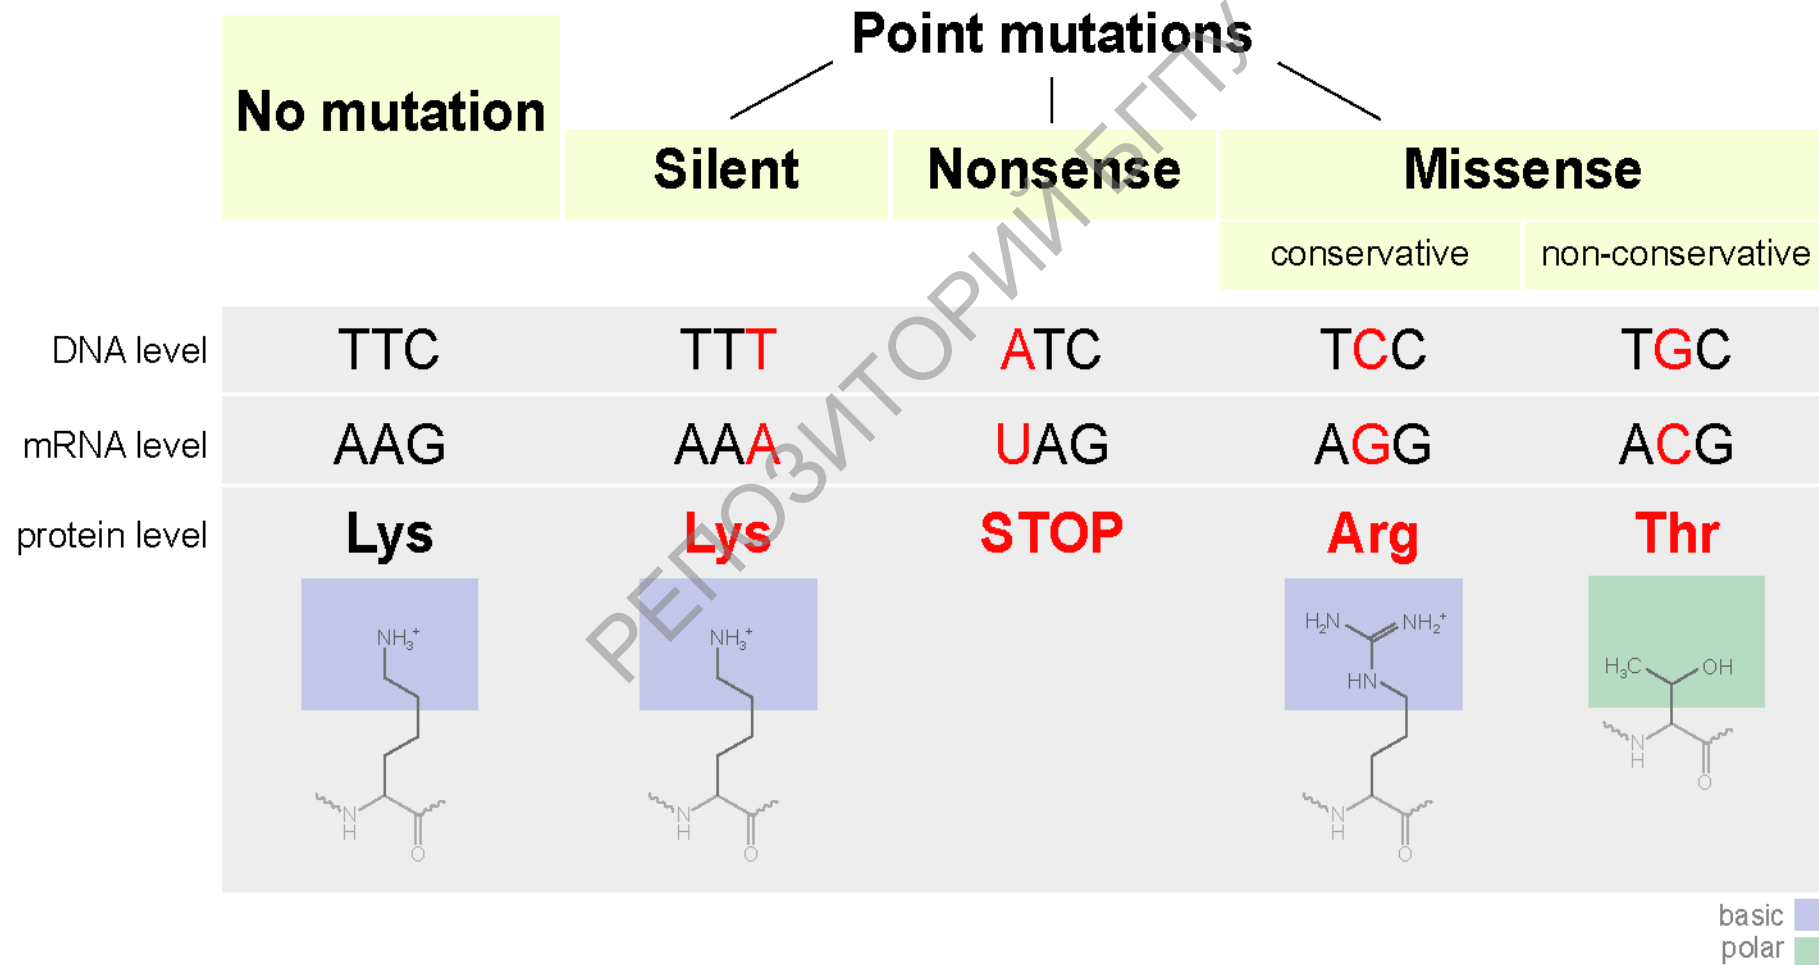 Point mutations
No mutation
Silent Nonsense Missense
conservative non-conservative
DNA level TTC TTT ATC TCC TGC
mRNA level AAG AAA UAG AGG ACG
protein level Lys Lys STOP Arg Thr
NH₃⁺ NH₃⁺ H₂N NH₂⁺ H₃C OH
HN
N H O N H O N H O N H O
basic
polar
РЕПОЗИТОРИЙ БГПУ